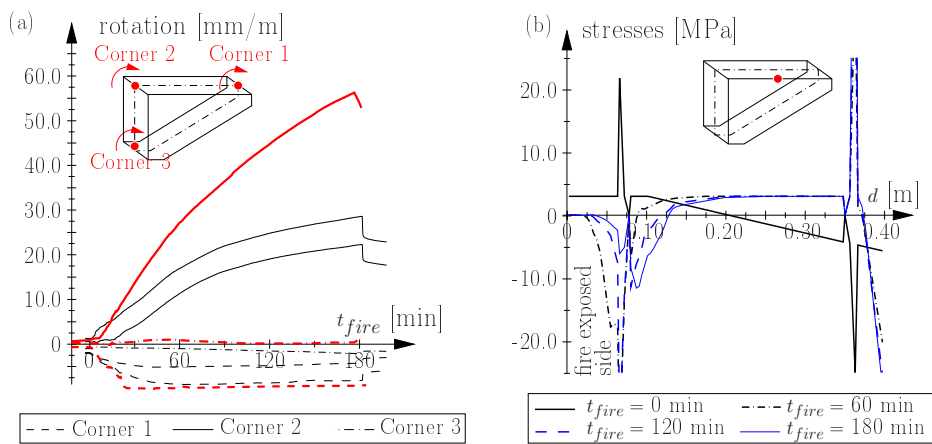 (a)
rotation [mm/m]
Corner 2
Corner 1
Corner 3
60.0
50.0
40.0
30.0
20.0
10.0
0
0
60
120
180
t_fire [min]
Corner 1
Corner 2
Corner 3
(b)
stresses [MPa]
20.0
10.0
0
-10.0
-20.0
d [m]
0
0.10
0.20
0.30
0.40
fire exposed
side
t_fire = 0 min
t_fire = 60 min
t_fire = 120 min
t_fire = 180 min